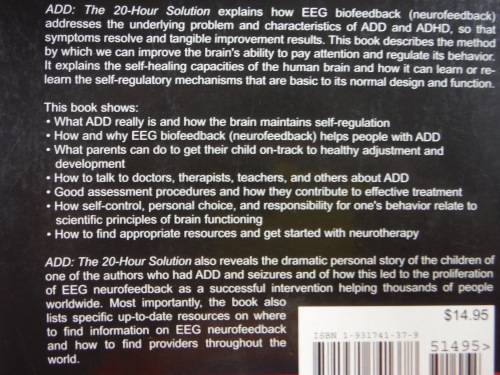 ADD: The 20-Hour Solution explains how EEG biofeedback (neurofeedback)
addresses the underlying problem and characteristics of ADD and ADHD, so that
symptoms resolve and tangible improvement results. This book describes the method
by which we can improve the brain's ability to pay attention and regulate its behavior.
It explains the self-healing capacities of the human brain and how it can learn or re-
learn the self-regulatory mechanisms that are basic to its normal design and function.
This book shows:
• What ADD really is and how the brain maintains self-regulation
• How and why EEG biofeedback (neurofeedback) helps people with ADD
• What parents can do to get their child on-track to healthy adjustment and
development
• How to talk to doctors, therapists, teachers, and others about ADD
• Good assessment procedures and how they contribute to effective treatment
• How self-control, personal choice, and responsibility for one's behavior relate to
scientific principles of brain functioning
• How to find appropriate resources and get started with neurotherapy
ADD: The 20-Hour Solution also reveals the dramatic personal story of the children of
one of the authors who had ADD and seizures and of how this led to the proliferation
of EEG neurofeedback as a successful intervention helping thousands of people
worldwide. Most importantly, the book also
lists specific up-to-date resources on where
to find information on EEG neurofeedback
and how to find providers throughout the
world.
$14.95
ISBN 1-931741-37-9
51495>